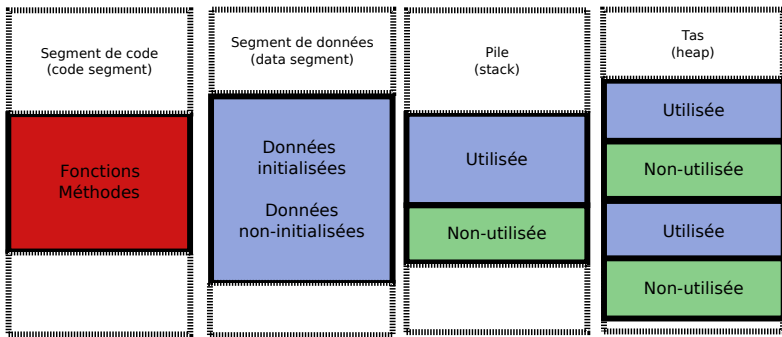 Segment de code
(code segment)
Fonctions
Méthodes
Segment de données
(data segment)
Données
initialisées
Données
non-initialisées
Pile
(stack)
Utilisée
Non-utilisée
Tas
(heap)
Utilisée
Non-utilisée
Utilisée
Non-utilisée